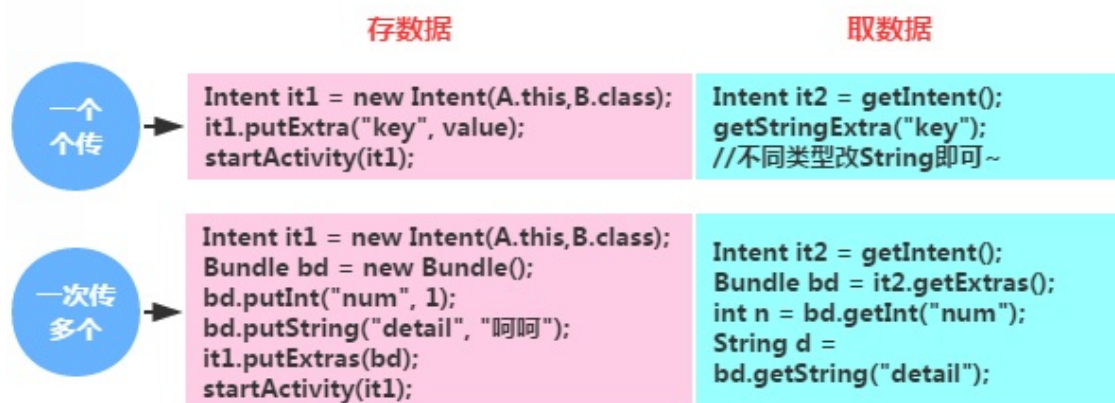 存数据
取数据
一个
个传
Intent it1 = new Intent(A.this,B.class);
it1.putExtra("key", value);
startActivity(it1);
Intent it2 = getIntent();
getStringExtra("key");
//不同类型改String即可~
一次传
多个
Intent it1 = new Intent(A.this,B.class);
Bundle bd = new Bundle();
bd.putInt("num", 1);
bd.putString("detail", "呵呵");
it1.putExtras(bd);
startActivity(it1);
Intent it2 = getIntent();
Bundle bd = it2.getExtras();
int n = bd.getInt("num");
String d =
bd.getString("detail");